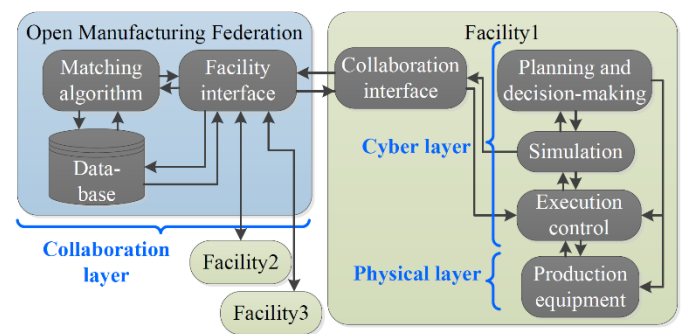 Open Manufacturing Federation
Matching
algorithm
Facility
interface
Data-
base
Collaboration
layer
Facility2
Facility3
Facility1
Collaboration
interface
Cyber layer
Physical layer
Planning and
decision-making
Simulation
Execution
control
Production
equipment